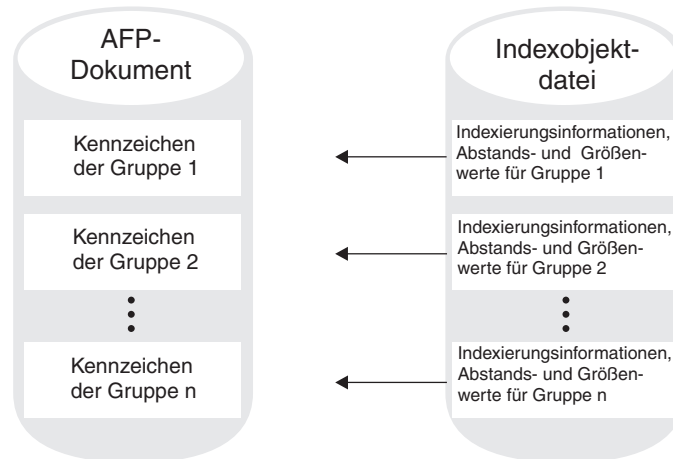 AFP-
Dokument
Kennzeichen
der Gruppe 1
Kennzeichen
der Gruppe 2
Kennzeichen
der Gruppe n
Indexobjekt-
datei
Indexierungsinformationen,
Abstands- und Größen-
werte für Gruppe 1
Indexierungsinformationen,
Abstands- und Größen-
werte für Gruppe 2
Indexierungsinformationen,
Abstands- und Größen-
werte für Gruppe n